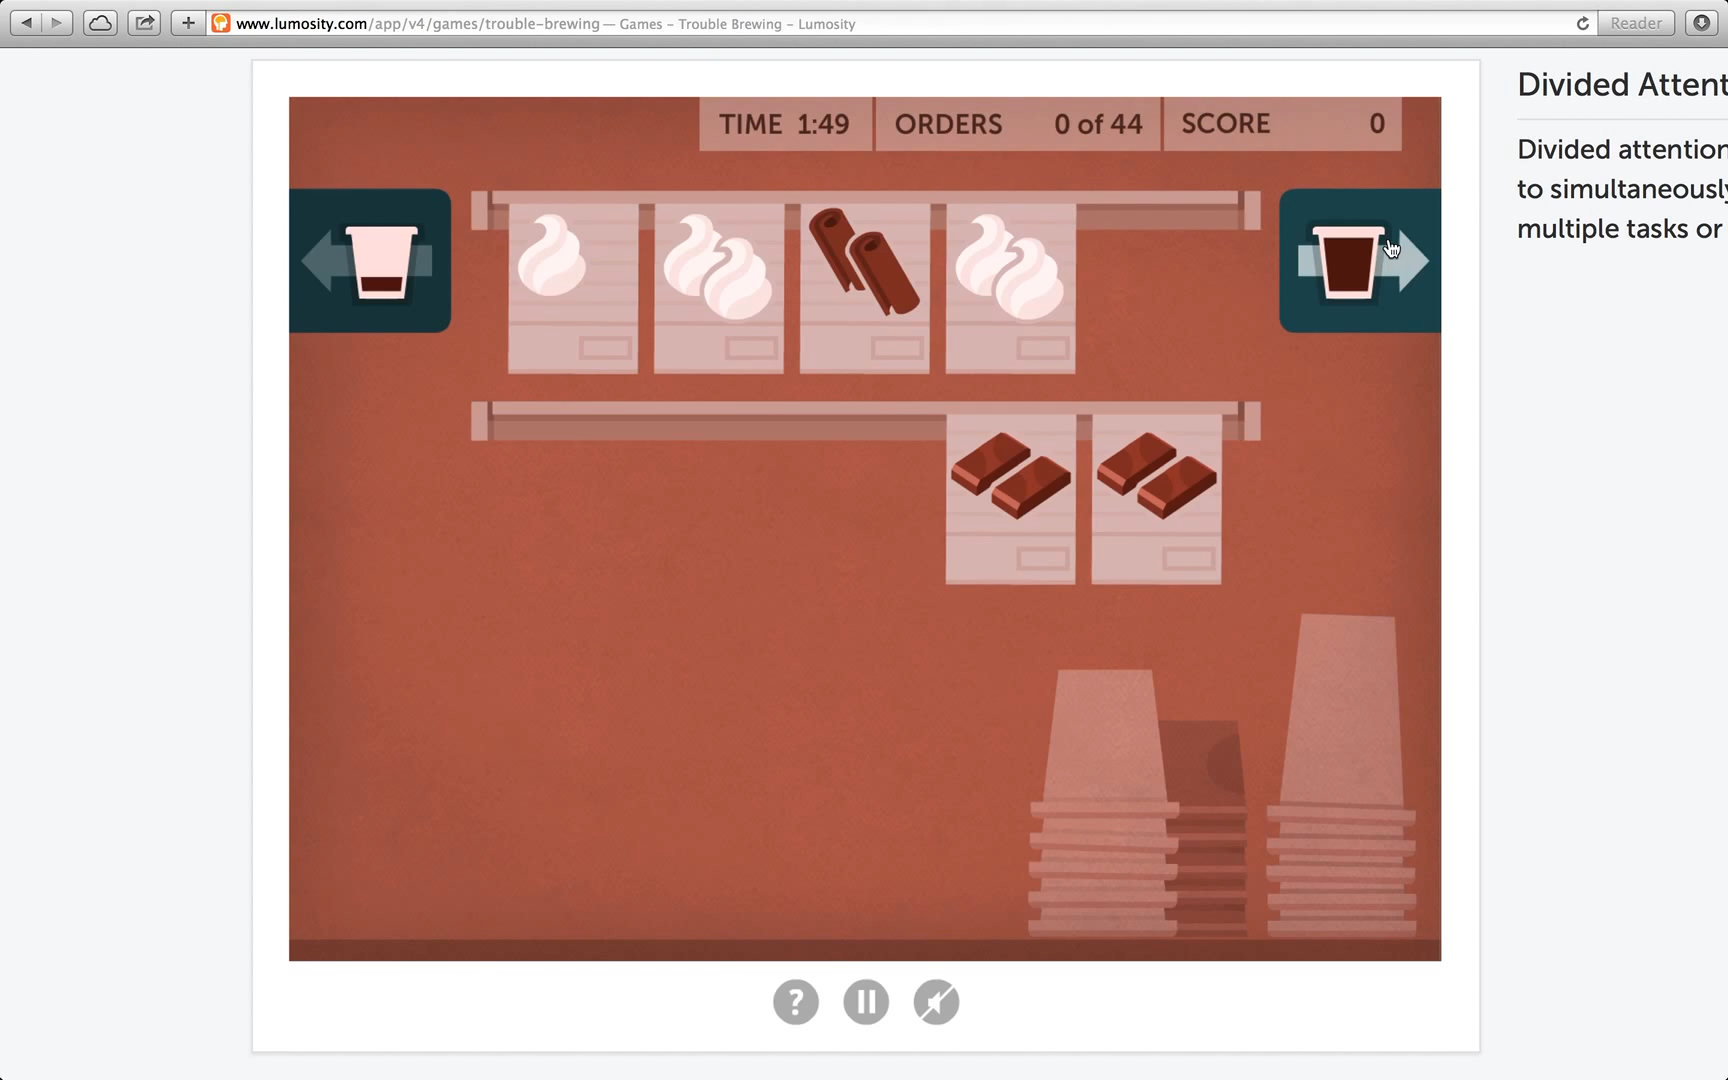 www.lumosity.com/app/v4/games/trouble-brewing — Games – Trouble Brewing – Lumosity
Reader
TIME 1:49
ORDERS 0 of 44
SCORE 0
?
Divided Attent
Divided attention
to simultaneously
multiple tasks or